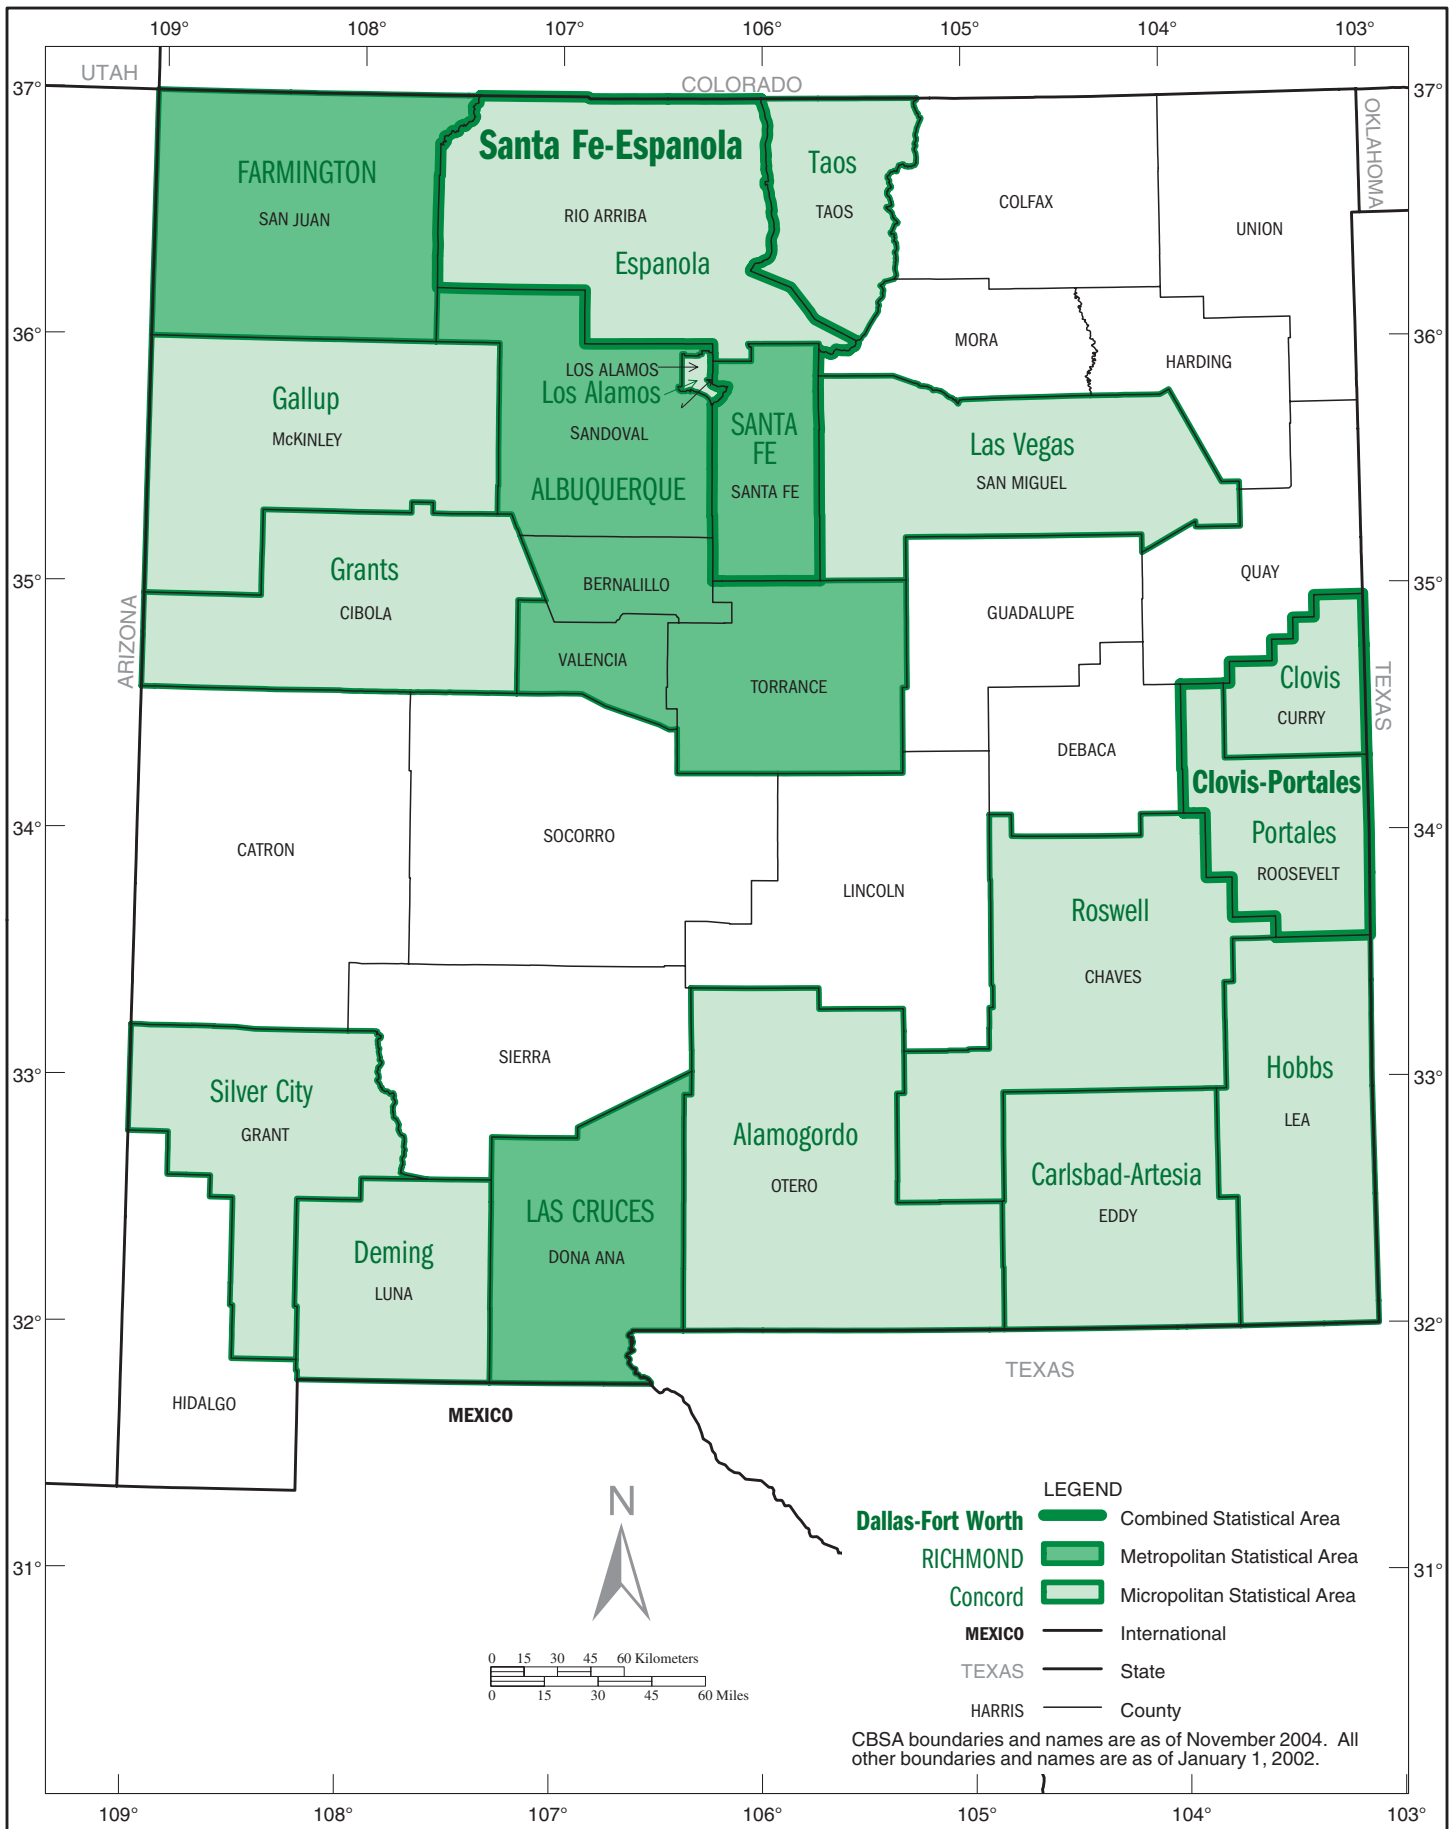 109° 108° 107° 106° 105° 104° 103°
UTAH
COLORADO
37°
37°
OKLAHOMA
Santa Fe-Espanola
Taos
FARMINGTON
COLFAX
RIO ARRIBA
TAOS
SAN JUAN
UNION
Espanola
36°
36°
MORA
HARDING
LOS ALAMOS
Los Alamos
Gallup
SANTA
FE
McKINLEY
SANDOVAL
Las Vegas
SAN MIGUEL
ALBUQUERQUE
SANTA FE
35°
35°
Grants
BERNALILLO
QUAY
CIBOLA
GUADALUPE
ARIZONA
VALENCIA
TORRANCE
Clovis
CURRY
TEXAS
DEBACA
Clovis-Portales
34°
34°
SOCORRO
Portales
CATRON
ROOSEVELT
LINCOLN
Roswell
CHAVES
SIERRA
33°
33°
Hobbs
Silver City
LEA
GRANT
Alamogordo
OTERO
Carlsbad-Artesia
EDDY
LAS CRUCES
DONA ANA
Deming
LUNA
32°
32°
TEXAS
HIDALGO
MEXICO
LEGEND
N
Dallas-Fort Worth Combined Statistical Area
RICHMOND Metropolitan Statistical Area
31°
31°
Concord Micropolitan Statistical Area
MEXICO International
TEXAS State
HARRIS County
0 15 30 45 60 Kilometers
0 15 30 45 60 Miles
CBSA boundaries and names are as of November 2004. All
other boundaries and names are as of January 1, 2002.
109° 108° 107° 106° 105° 104° 103°